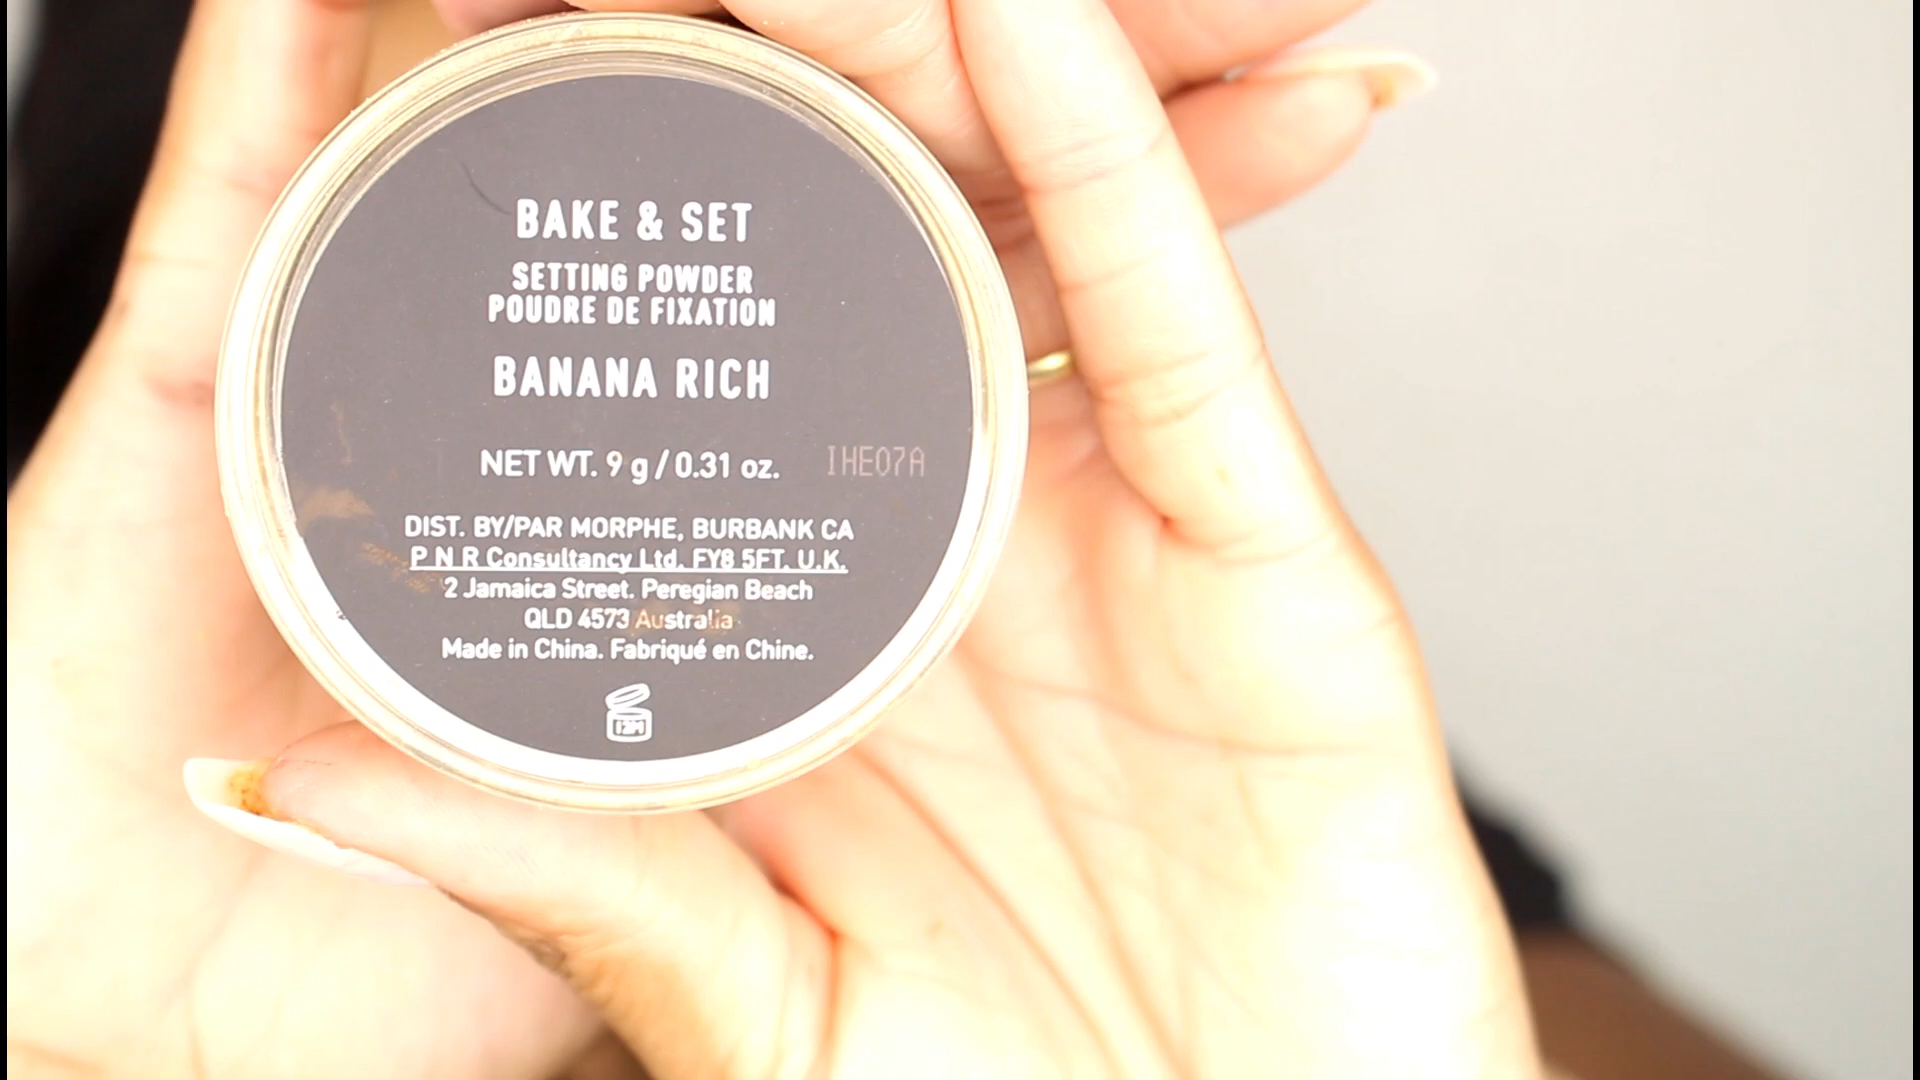 BAKE & SET
SETTING POWDER
POUDRE DE FIXATION
BANANA RICH
NET WT. 9 g / 0.31 oz.
IHE07A
DIST. BY/PAR MORPHE, BURBANK CA
P N R Consultancy Ltd. FY8 5FT. U.K.
2 Jamaica Street. Peregian Beach
QLD 4573 Australia
Made in China. Fabriqué en Chine.
12M